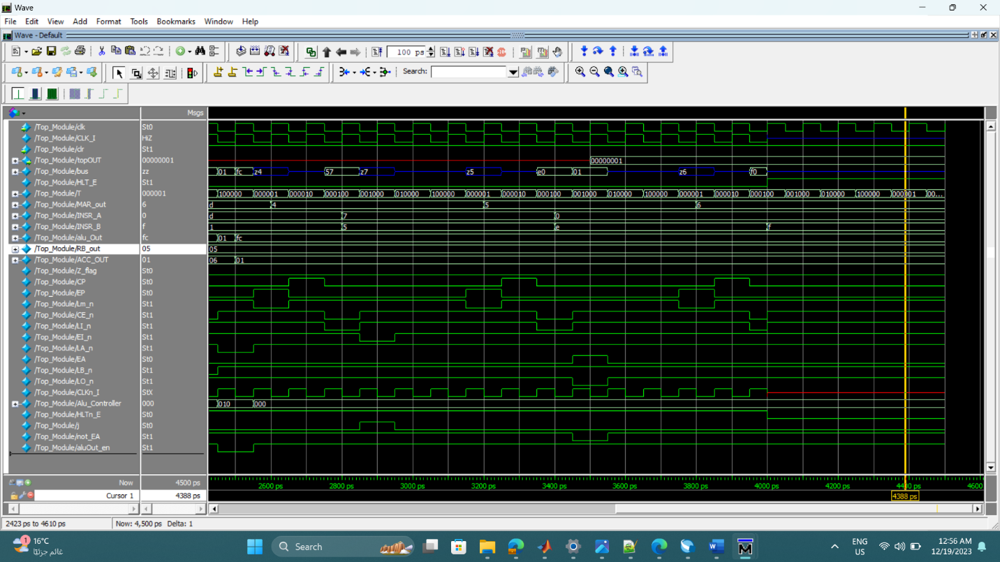 Wave
File Edit View Add Format Tools Bookmarks Window Help
Wave - Default
100 ps
Search:
Msgs
/Top_Module/clk St0
/Top_Module/CLK_I HiZ
/Top_Module/clr St1
/Top_Module/topOUT 00000001 00000001
/Top_Module/bus zz 01 fc z4 57 z7 z5 e0 01 z6 f0
/Top_Module/HLT_E St1
/Top_Module/T 000001 100000 000001 000010 000100 001000 010000 100000 000001 000010 000100 001000 010000 100000 000001 000010 000100 001000 010000 100000 000001 00...
/Top_Module/MAR_out 6 d 4 5 6
/Top_Module/INSR_A 0 d 7 0
/Top_Module/INSR_B f 1 5 e f
/Top_Module/alu_Out fc 01 fc
/Top_Module/RB_out 05 05
/Top_Module/ACC_OUT 01 06 01
/Top_Module/Z_flag St0
/Top_Module/CP St0
/Top_Module/EP St0
/Top_Module/Lm_n St1
/Top_Module/CE_n St1
/Top_Module/LI_n St1
/Top_Module/EI_n St1
/Top_Module/LA_n St1
/Top_Module/EA St0
/Top_Module/LB_n St1
/Top_Module/LO_n St1
/Top_Module/CLKn_I StX
/Top_Module/Alu_Controller 000 010 000
/Top_Module/HLTn_E St0
/Top_Module/j St0
/Top_Module/not_EA St1
/Top_Module/aluOut_en St1
Now 4500 ps 2600 ps 2800 ps 3000 ps 3200 ps 3400 ps 3600 ps 3800 ps 4000 ps 4200 ps 4400 ps 4600
Cursor 1 4388 ps 4388 ps
2423 ps to 4610 ps Now: 4,500 ps Delta: 1
1
16°C
غائم جزئيًا
Search
W
M
ENG
US
12:56 AM
12/19/2023